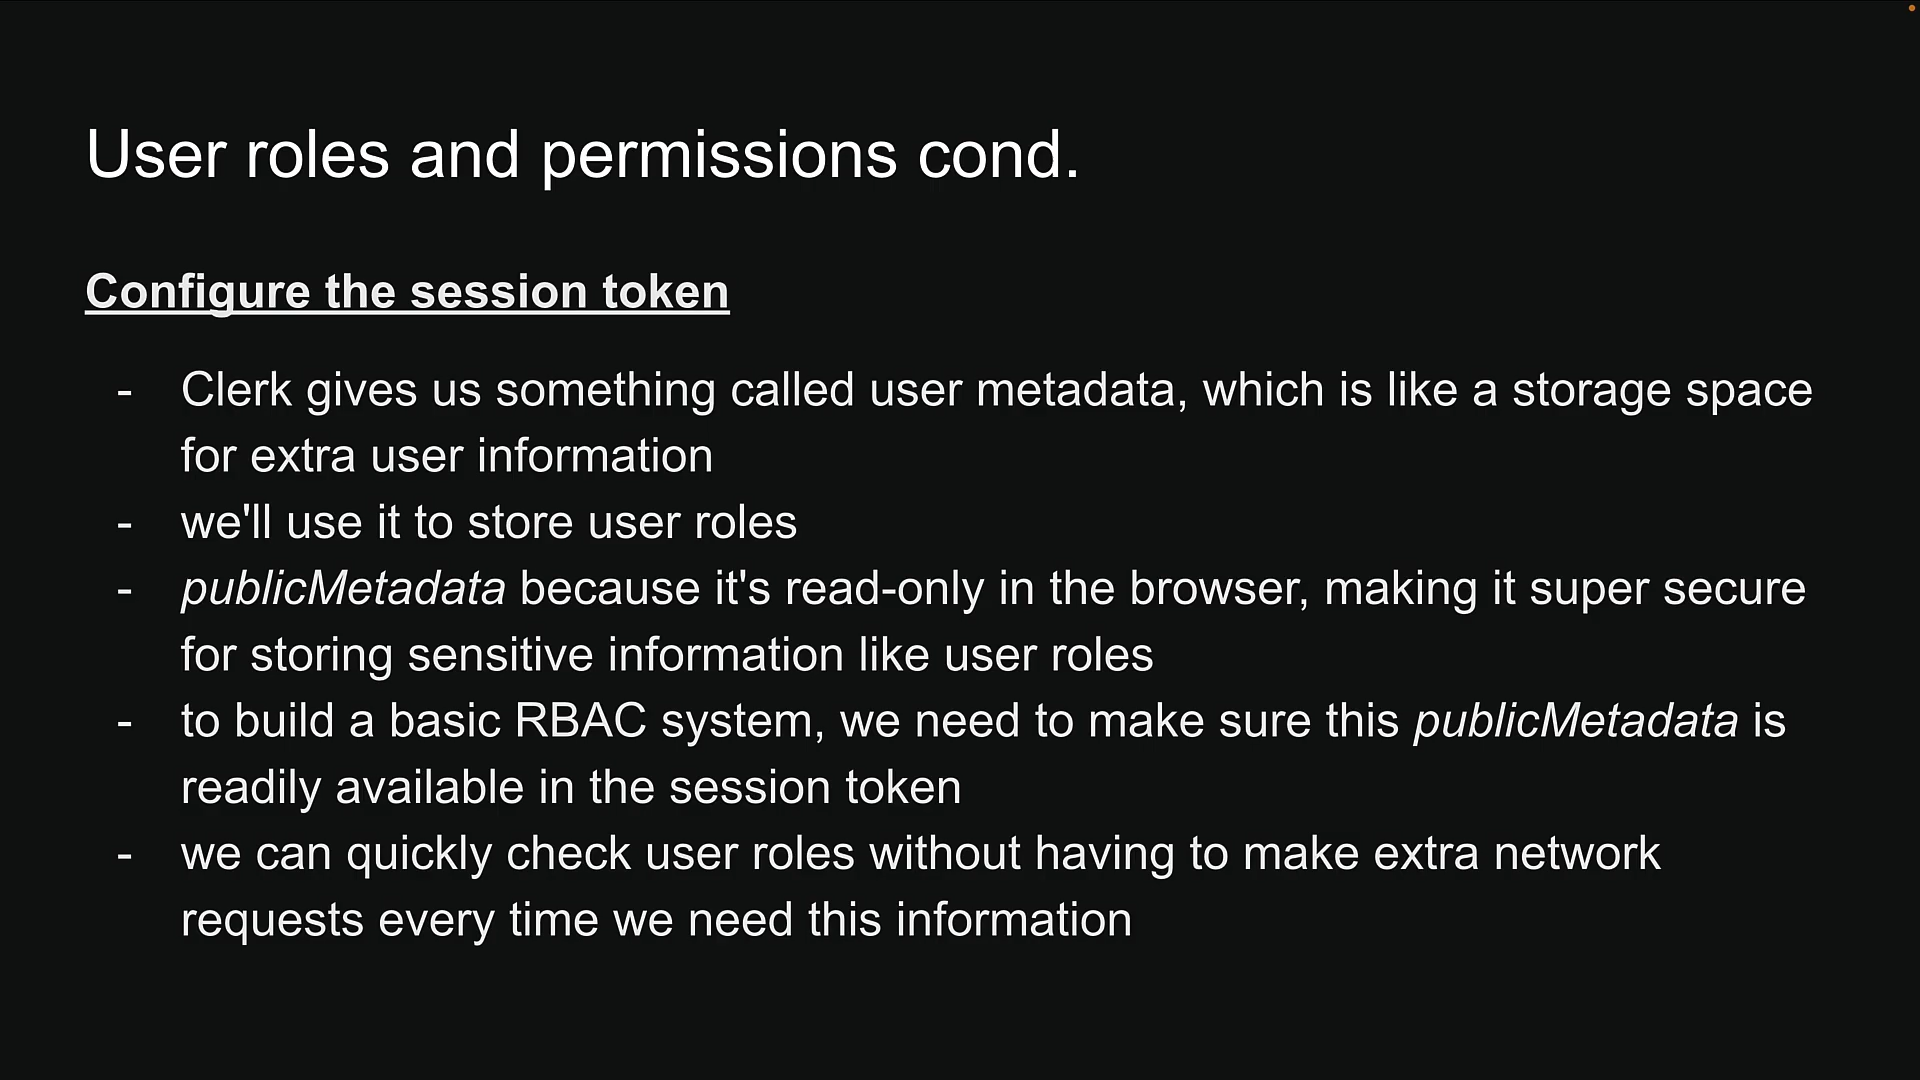 User roles and permissions cond.
Configure the session token
- Clerk gives us something called user metadata, which is like a storage space
for extra user information
- we'll use it to store user roles
- publicMetadata because it's read-only in the browser, making it super secure
for storing sensitive information like user roles
- to build a basic RBAC system, we need to make sure this publicMetadata is
readily available in the session token
- we can quickly check user roles without having to make extra network
requests every time we need this information